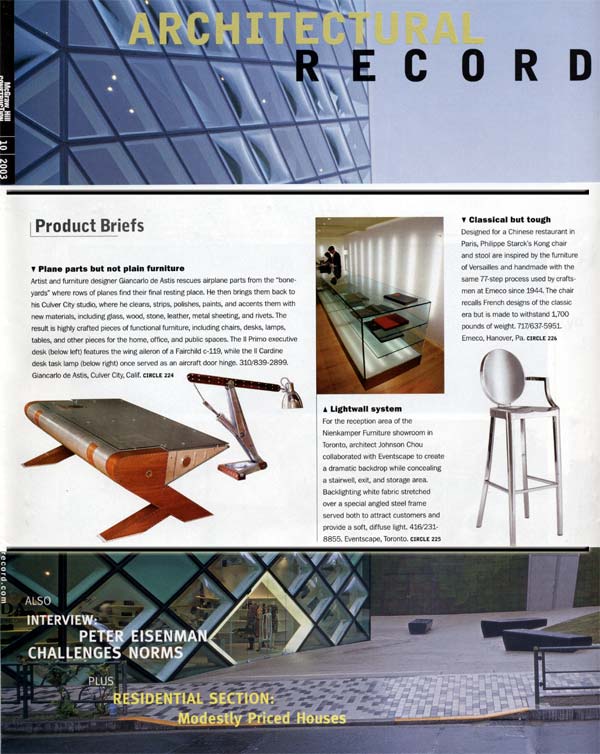 ARCHITECTURAL
RECORD
McGraw Hill
CONSTRUCTION
10 2003
Product Briefs
▼ Plane parts but not plain furniture
Artist and furniture designer Giancarlo de Astis rescues airplane parts from the "bone-
yards" where rows of planes find their final resting place. He then brings them back to
his Culver City studio, where he cleans, strips, polishes, paints, and accents them with
new materials, including glass, wood, stone, leather, metal sheeting, and rivets. The
result is highly crafted pieces of functional furniture, including chairs, desks, lamps,
tables, and other pieces for the home, office, and public spaces. The Il Primo executive
desk (below left) features the wing aileron of a Fairchild c-119, while the Il Cardine
desk task lamp (below right) once served as an aircraft door hinge. 310/839-2899.
Giancarlo de Astis, Culver City, Calif. CIRCLE 224
▲ Lightwall system
For the reception area of the
Nienkamper Furniture showroom in
Toronto, architect Johnson Chou
collaborated with Eventscape to create
a dramatic backdrop while concealing
a stairwell, exit, and storage area.
Backlighting white fabric stretched
over a special angled steel frame
served both to attract customers and
provide a soft, diffuse light. 416/231-
8855. Eventscape, Toronto. CIRCLE 225
▼ Classical but tough
Designed for a Chinese restaurant in
Paris, Philippe Starck's Kong chair
and stool are inspired by the furniture
of Versailles and handmade with the
same 77-step process used by crafts-
men at Emeco since 1944. The chair
recalls French designs of the classic
era but is made to withstand 1,700
pounds of weight. 717/637-5951.
Emeco, Hanover, Pa. CIRCLE 226
record.com
ALSO
INTERVIEW:
PETER EISENMAN
CHALLENGES NORMS
PLUS
RESIDENTIAL SECTION:
Modestly Priced Houses